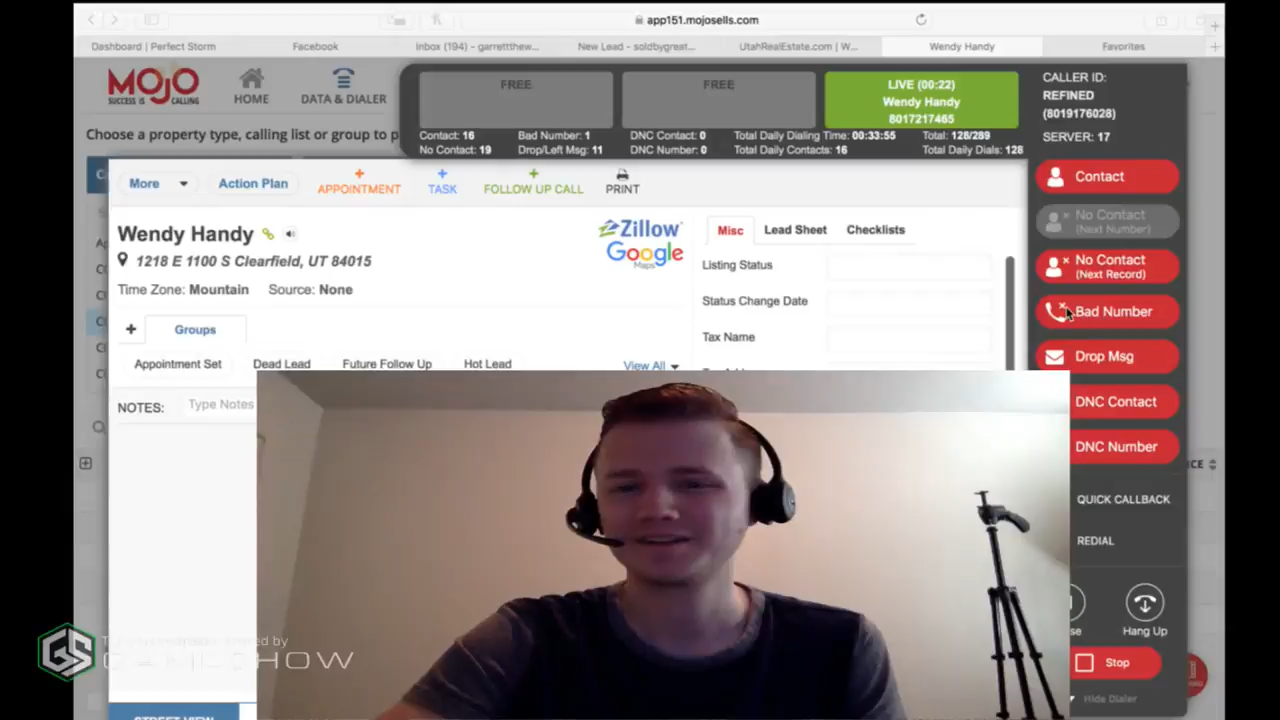 app151.mojosells.com
Dashboard | Perfect Storm
Facebook
Inbox (194) - garrettthew...
New Lead - soldbygreat...
UtahRealEstate.com | W...
Wendy Handy
Favorites
MOJO
SUCCESS IS CALLING
HOME
DATA & DIALER
FREE
FREE
LIVE (00:22)
Wendy Handy
8017217465
CALLER ID:
REFINED
(8019176028)
SERVER: 17
Contact: 16
Bad Number: 1
DNC Contact: 0
Total Daily Dialing Time: 00:33:55
Total: 128/289
No Contact: 19
Drop/Left Msg: 11
DNC Number: 0
Total Daily Contacts: 16
Total Daily Dials: 128
Choose a property type, calling list or group to p
More
Action Plan
APPOINTMENT
TASK
FOLLOW UP CALL
PRINT
Wendy Handy
1218 E 1100 S Clearfield, UT 84015
Time Zone: Mountain
Source: None
Zillow
Google
Maps
Groups
Appointment Set
Dead Lead
Future Follow Up
Hot Lead
View All
NOTES:
Type Notes
STREET VIEW
Misc
Lead Sheet
Checklists
Listing Status
Status Change Date
Tax Name
Contact
No Contact
(Next Number)
No Contact
(Next Record)
Bad Number
Drop Msg
DNC Contact
DNC Number
QUICK CALLBACK
REDIAL
Hang Up
Stop
Hide Dialer
GS